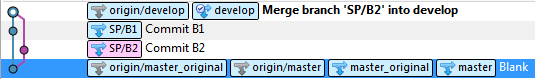 origin/develop develop Merge branch 'SP/B2' into develop
SP/B1 Commit B1
SP/B2 Commit B2
origin/master_original origin/master master_original master Blank